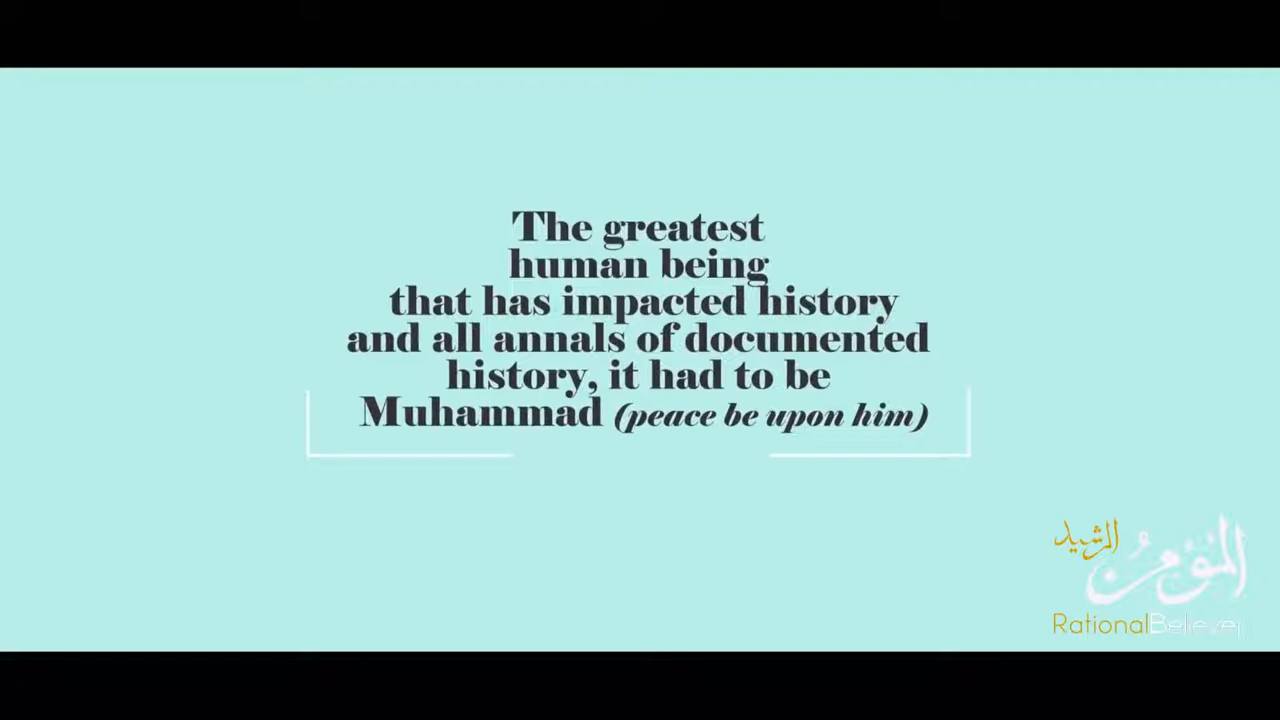 The greatest
human being
that has impacted history
and all annals of documented
history, it had to be
Muhammad (peace be upon him)
المؤمن الرشيد
RationalBeliever